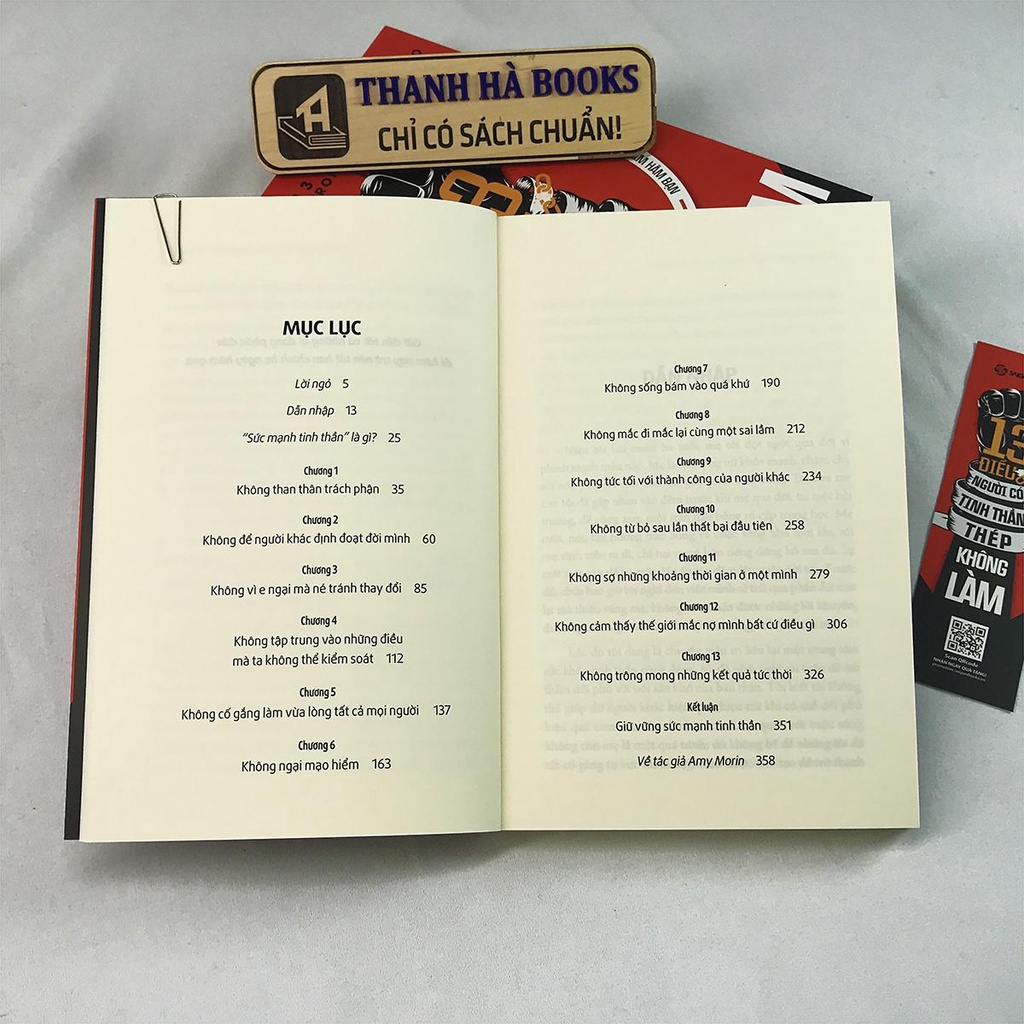 THANH HÀ BOOKS
CHỈ CÓ SÁCH CHUẨN!
MỤC LỤC
Lời ngỏ 5
Dẫn nhập 13
“Sức mạnh tinh thần” là gì? 25
Chương 1
Không than thân trách phận 35
Chương 2
Không để người khác định đoạt đời mình 60
Chương 3
Không vì e ngại mà né tránh thay đổi 85
Chương 4
Không tập trung vào những điều
mà ta không thể kiểm soát 112
Chương 5
Không cố gắng làm vừa lòng tất cả mọi người 137
Chương 6
Không ngại mạo hiểm 163
Chương 7
Không sống bám vào quá khứ 190
Chương 8
Không mắc đi mắc lại cùng một sai lầm 212
Chương 9
Không tức tối với thành công của người khác 234
Chương 10
Không từ bỏ sau lần thất bại đầu tiên 258
Chương 11
Không sợ những khoảng thời gian ở một mình 279
Chương 12
Không cảm thấy thế giới mắc nợ mình bất cứ điều gì 306
Chương 13
Không trông mong những kết quả tức thời 326
Kết luận
Giữ vững sức mạnh tinh thần 351
Về tác giả Amy Morin 358
13
ĐIỀU
NGƯỜI CÓ
TINH THẦN
THÉP
KHÔNG
LÀM
Scan QRcode
NHẬN NGAY QUÀ TẶNG!